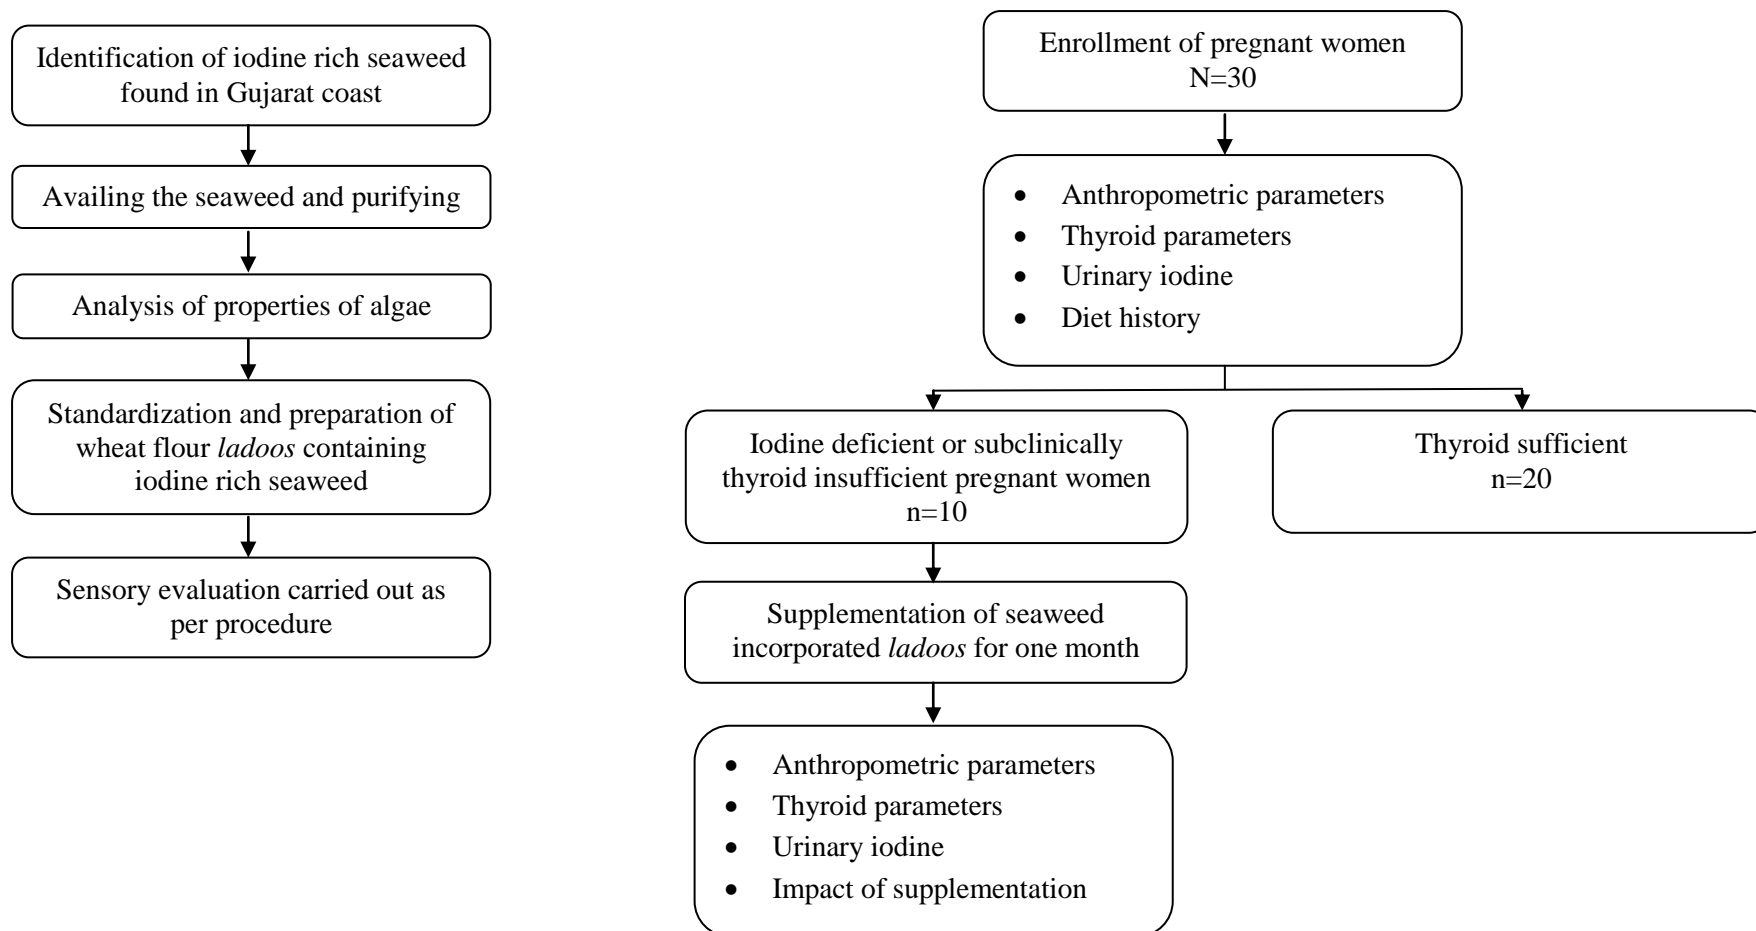 Identification of iodine rich seaweed
found in Gujarat coast
Availing the seaweed and purifying
Analysis of properties of algae
Standardization and preparation of
wheat flour ladoos containing
iodine rich seaweed
Sensory evaluation carried out as
per procedure
Enrollment of pregnant women
N=30
• Anthropometric parameters
• Thyroid parameters
• Urinary iodine
• Diet history
Iodine deficient or subclinically
thyroid insufficient pregnant women
n=10
Thyroid sufficient
n=20
Supplementation of seaweed
incorporated ladoos for one month
• Anthropometric parameters
• Thyroid parameters
• Urinary iodine
• Impact of supplementation